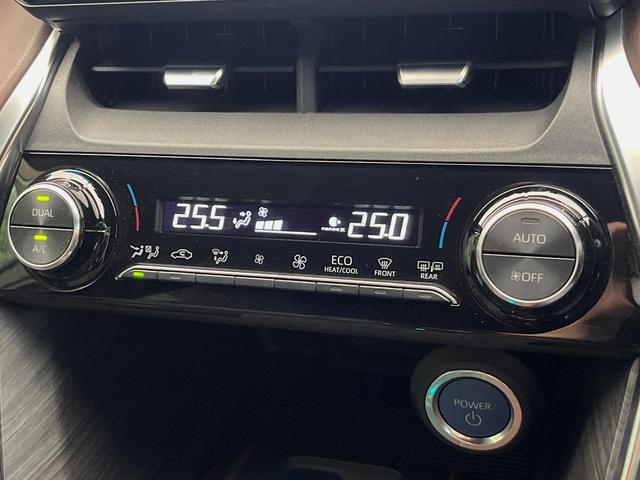 25.5 nanoe X 25.0
DUAL
A/C
AUTO
OFF
ECO
HEAT/COOL
FRONT
REAR
POWER